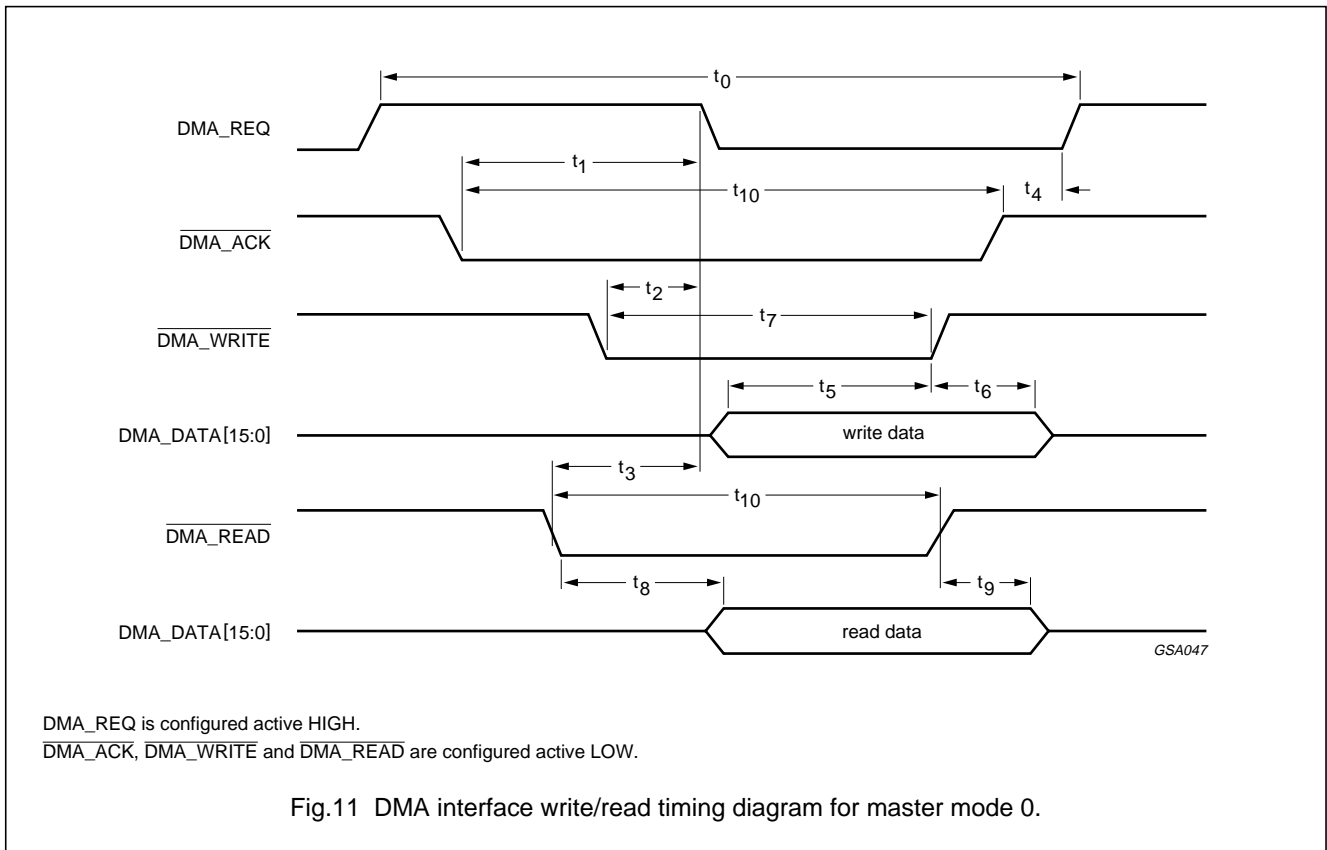 t0
DMA_REQ
t1
t10
t4
DMA_ACK
t2
t7
DMA_WRITE
t5
t6
DMA_DATA[15:0]
write data
t3
t10
DMA_READ
t8
t9
DMA_DATA[15:0]
read data
GSA047
DMA_REQ is configured active HIGH.
DMA_ACK, DMA_WRITE and DMA_READ are configured active LOW.
Fig.11 DMA interface write/read timing diagram for master mode 0.